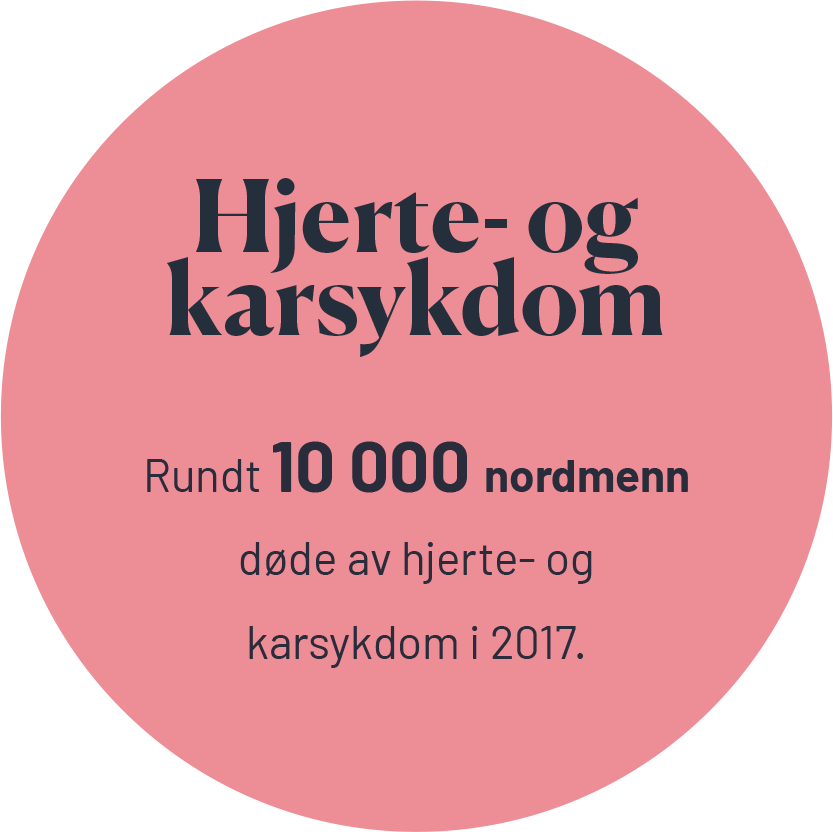 Hjerte- og
karsykdom
Rundt 10 000 nordmenn
døde av hjerte- og
karsykdom i 2017.